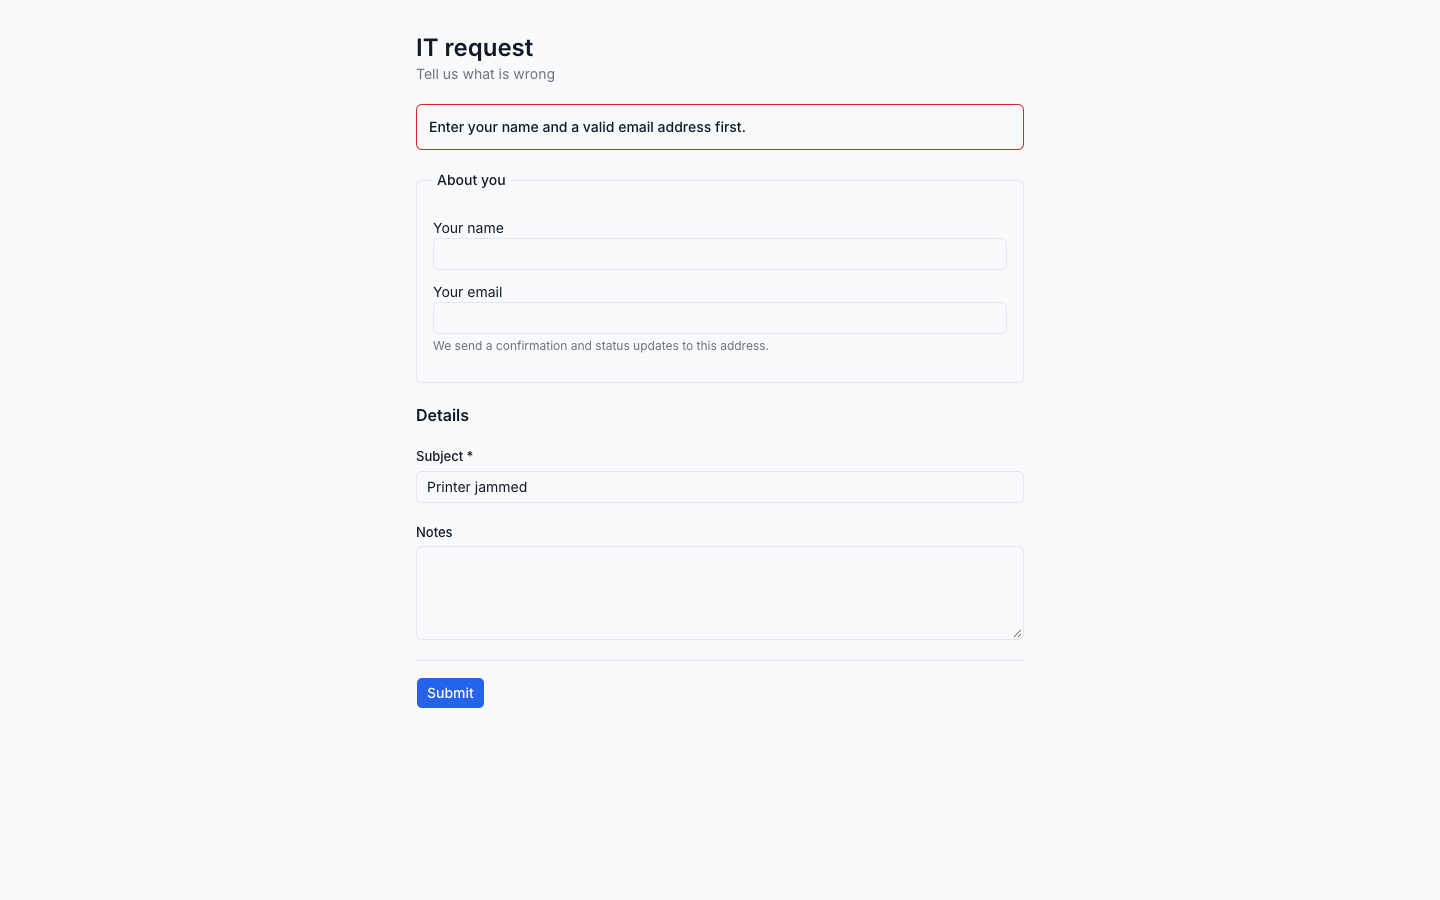 IT request
Tell us what is wrong
Enter your name and a valid email address first.
About you
Your name
Your email
We send a confirmation and status updates to this address.
Details
Subject *
Printer jammed
Notes
Submit